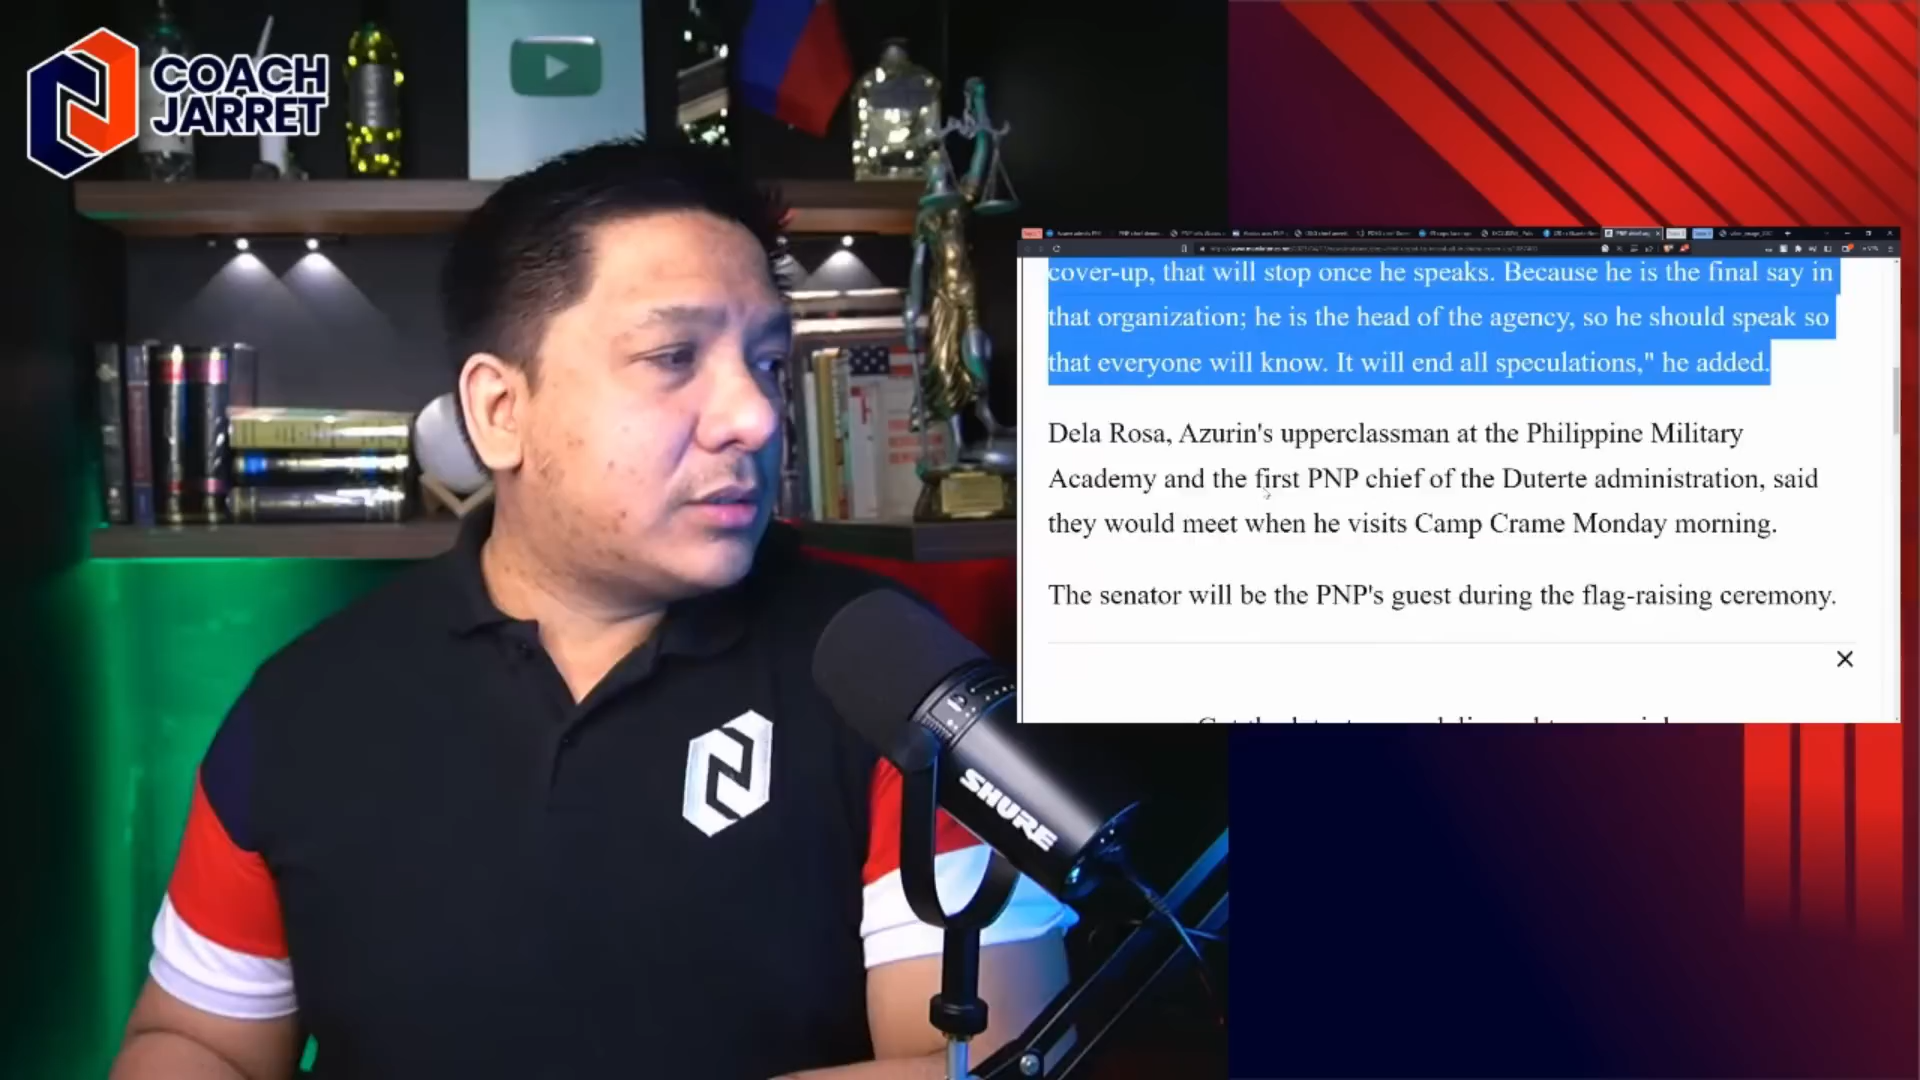 COACH
JARRET
cover-up, that will stop once he speaks. Because he is the final say in
that organization; he is the head of the agency, so he should speak so
that everyone will know. It will end all speculations," he added.
Dela Rosa, Azurin's upperclassman at the Philippine Military
Academy and the first PNP chief of the Duterte administration, said
they would meet when he visits Camp Crame Monday morning.
The senator will be the PNP's guest during the flag-raising ceremony.
SHURE